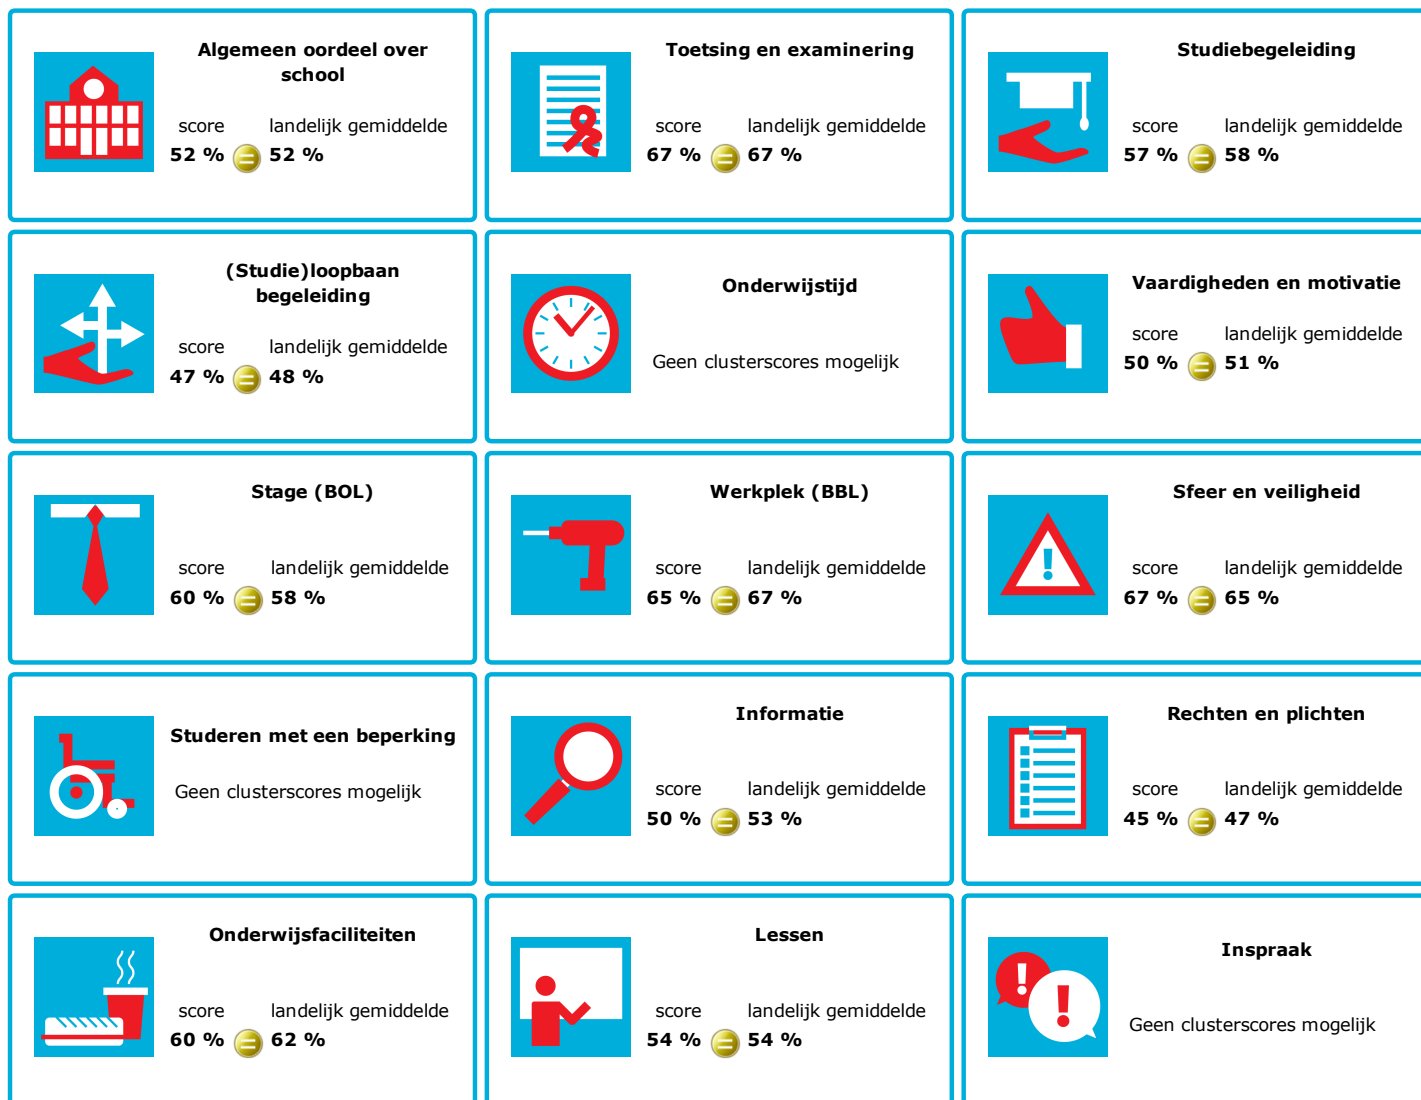 Algemeen oordeel over
school
score landelijk gemiddelde
52 % = 52 %
Toetsing en examinering
score landelijk gemiddelde
67 % = 67 %
Studiebegeleiding
score landelijk gemiddelde
57 % = 58 %
(Studie)loopbaan
begeleiding
score landelijk gemiddelde
47 % = 48 %
Onderwijstijd
Geen clusterscores mogelijk
Vaardigheden en motivatie
score landelijk gemiddelde
50 % = 51 %
Stage (BOL)
score landelijk gemiddelde
60 % = 58 %
Werkplek (BBL)
score landelijk gemiddelde
65 % = 67 %
Sfeer en veiligheid
score landelijk gemiddelde
67 % = 65 %
Studeren met een beperking
Geen clusterscores mogelijk
Informatie
score landelijk gemiddelde
50 % = 53 %
Rechten en plichten
score landelijk gemiddelde
45 % = 47 %
Onderwijsfaciliteiten
score landelijk gemiddelde
60 % = 62 %
Lessen
score landelijk gemiddelde
54 % = 54 %
Inspraak
Geen clusterscores mogelijk